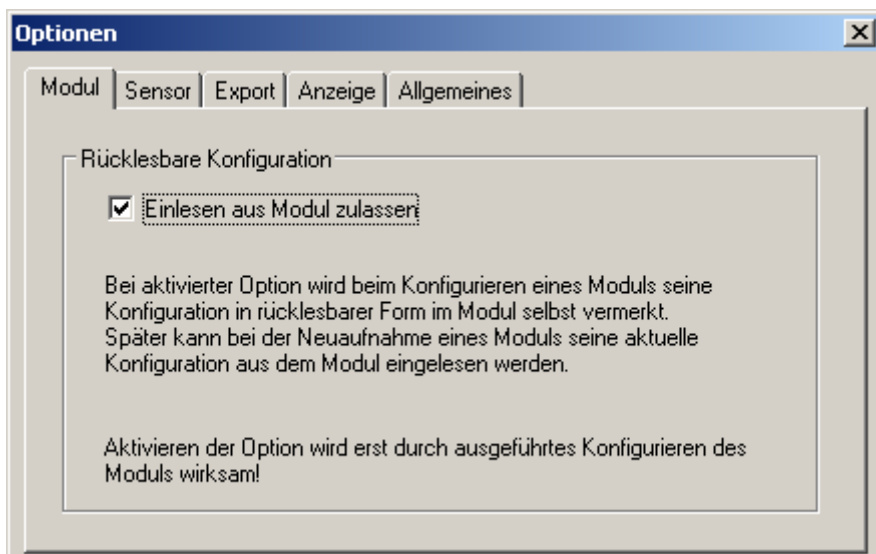 Optionen
Modul Sensor Export Anzeige Allgemeines
Rücklesbare Konfiguration
Einlesen aus Modul zulassen
Bei aktivierter Option wird beim Konfigurieren eines Moduls seine
Konfiguration in rücklesbarer Form im Modul selbst vermerkt.
Später kann bei der Neuaufnahme eines Moduls seine aktuelle
Konfiguration aus dem Modul eingelesen werden.
Aktivieren der Option wird erst durch ausgeführtes Konfigurieren des
Moduls wirksam!